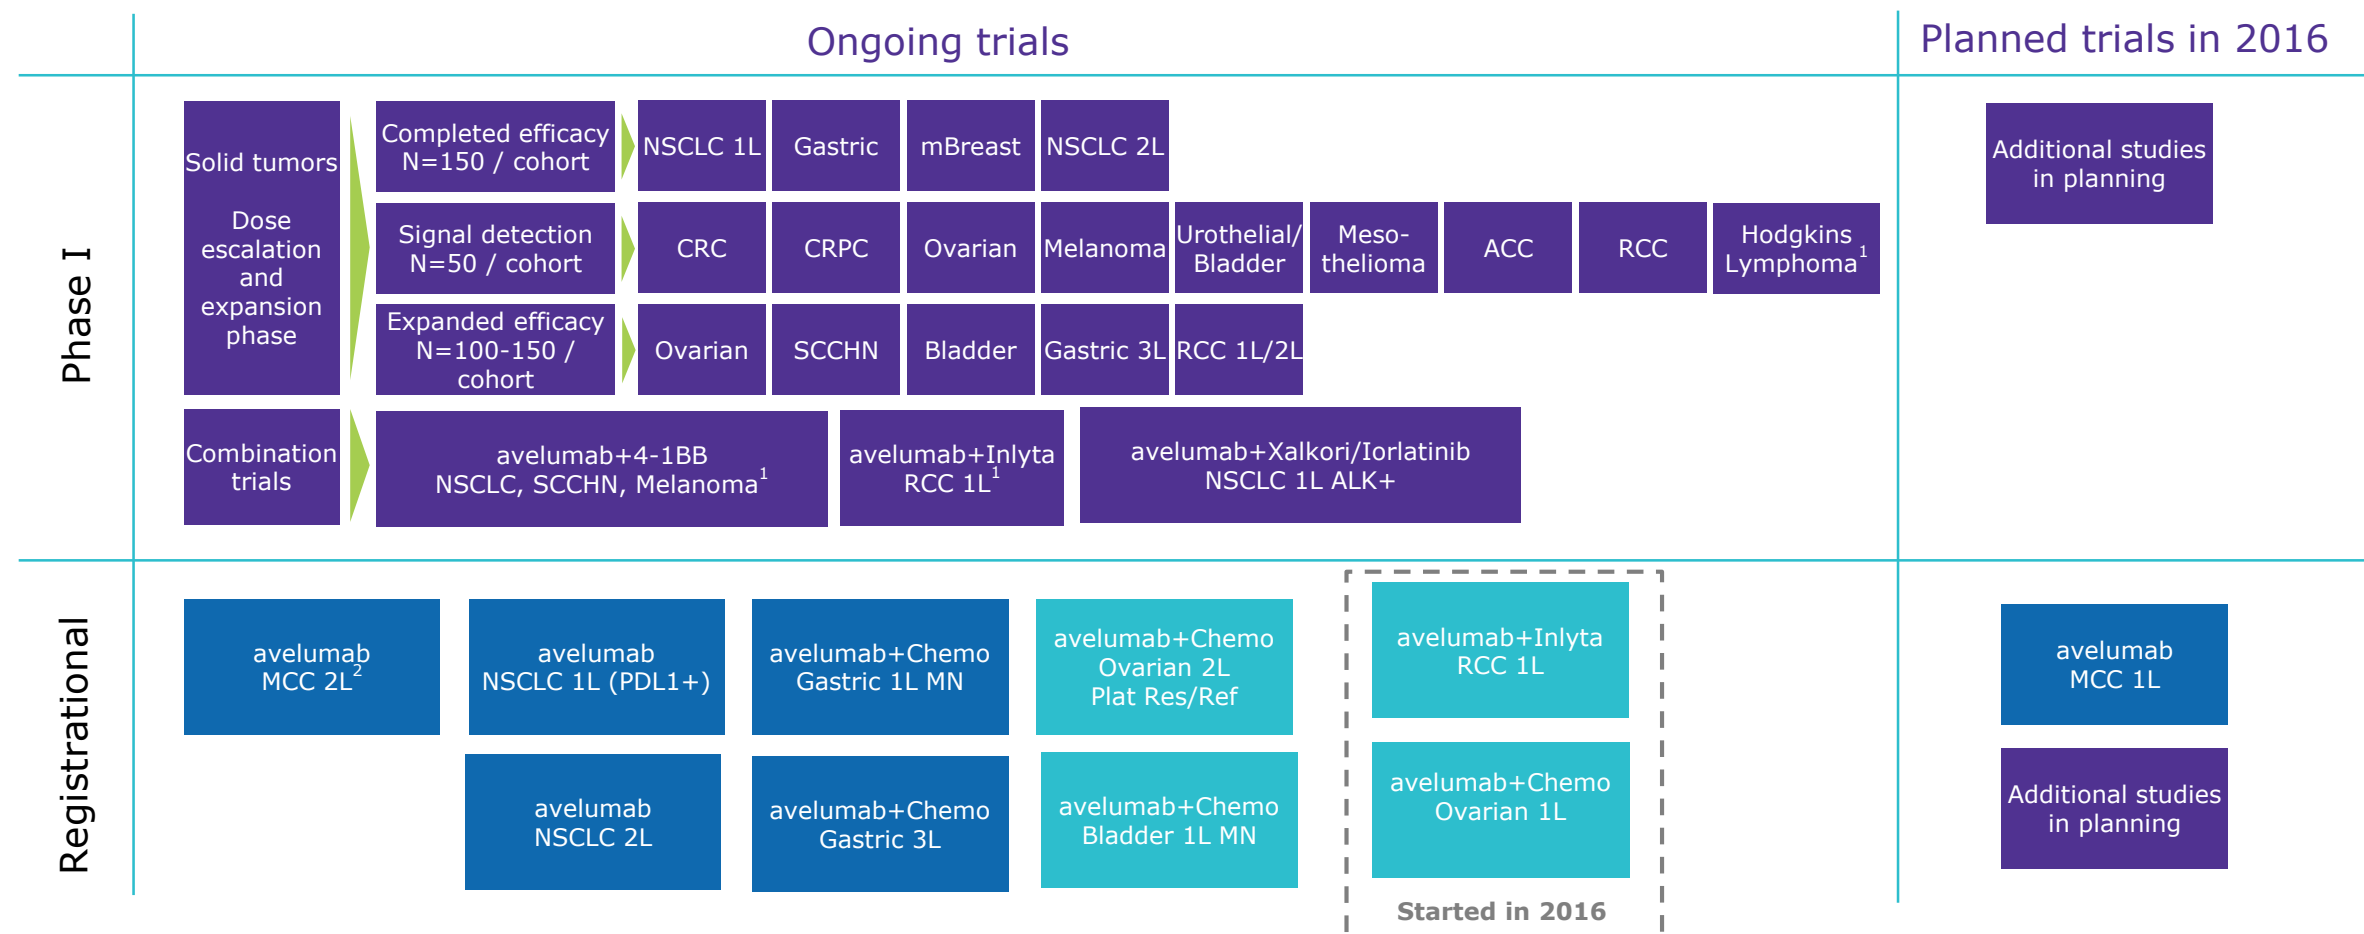 Ongoing trials
Planned trials in 2016
Phase I
Solid tumors
Dose
escalation
and
expansion
phase
Completed efficacy
N=150 / cohort
NSCLC 1L
Gastric
mBreast
NSCLC 2L
Signal detection
N=50 / cohort
CRC
CRPC
Ovarian
Melanoma
Urothelial/
Bladder
Meso-
thelioma
ACC
RCC
Hodgkins
Lymphoma1
Expanded efficacy
N=100-150 /
cohort
Ovarian
SCCHN
Bladder
Gastric 3L
RCC 1L/2L
Combination
trials
avelumab+4-1BB
NSCLC, SCCHN, Melanoma1
avelumab+Inlyta
RCC 1L1
avelumab+Xalkori/Iorlatinib
NSCLC 1L ALK+
Additional studies
in planning
Registrational
avelumab
MCC 2L2
avelumab
NSCLC 1L (PDL1+)
avelumab+Chemo
Gastric 1L MN
avelumab+Chemo
Ovarian 2L
Plat Res/Ref
avelumab+Inlyta
RCC 1L
avelumab
NSCLC 2L
avelumab+Chemo
Gastric 3L
avelumab+Chemo
Bladder 1L MN
avelumab+Chemo
Ovarian 1L
Started in 2016
avelumab
MCC 1L
Additional studies
in planning